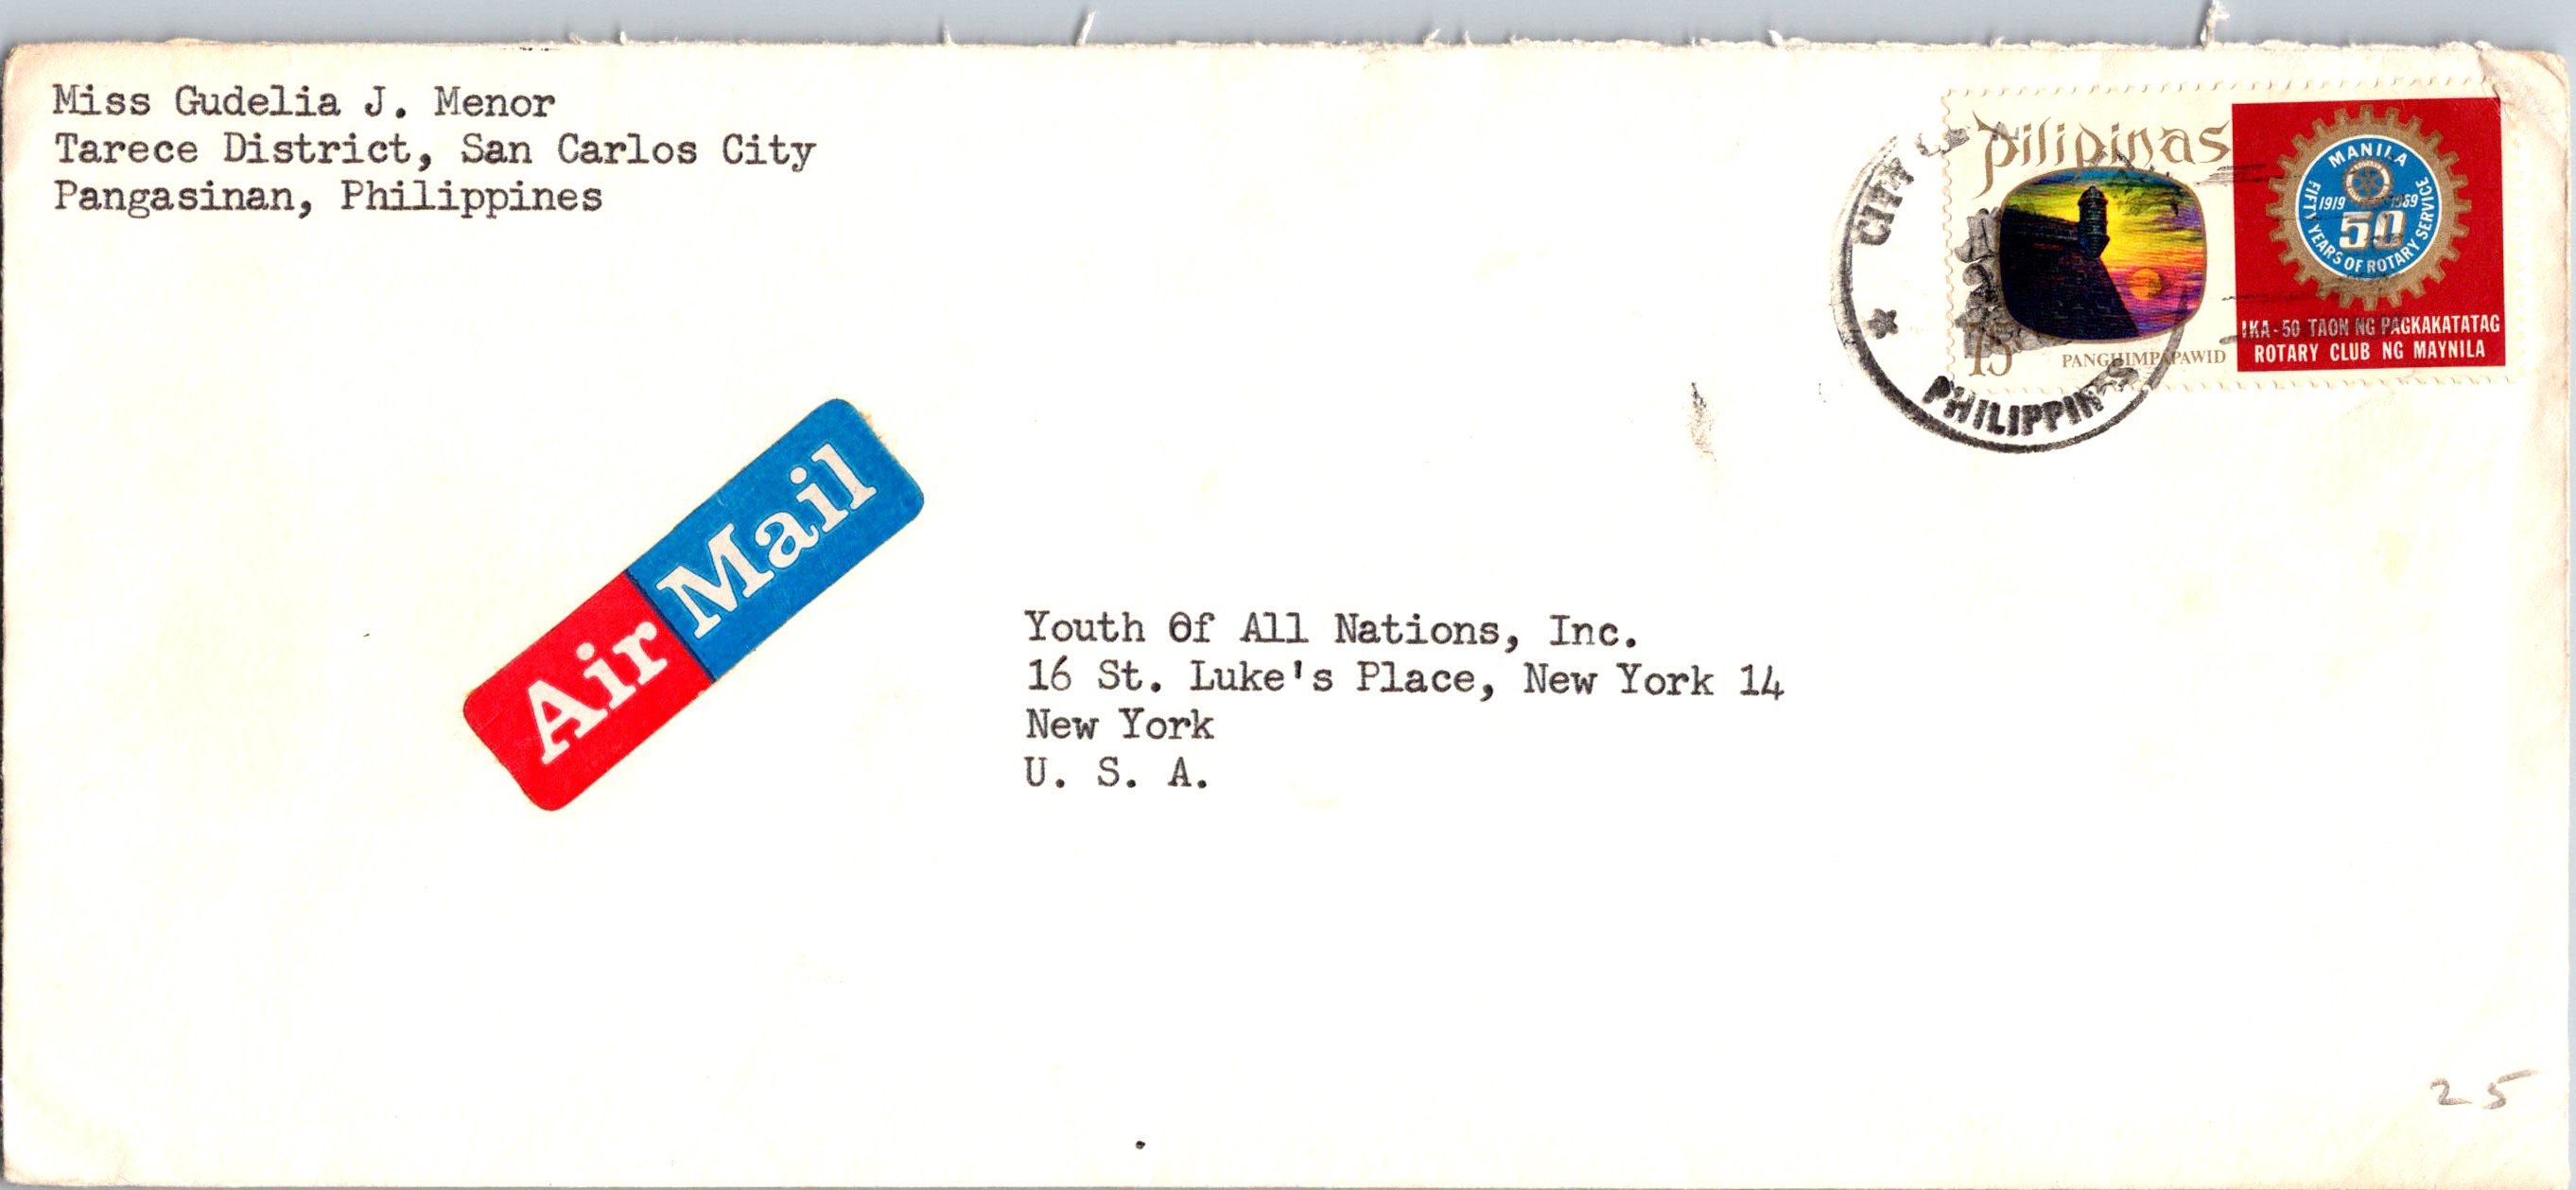 Miss Gudelia J. Menor
Tarece District, San Carlos City
Pangasinan, Philippines
pilipinas
PANGHIMPAPAWID
MANILA
1919 1969
50
FIFTY YEARS OF ROTARY SERVICE
IKA-50 TAON NG PAGKAKATATAG
ROTARY CLUB NG MAYNILA
PHILIPPINES
Air Mail
Youth Of All Nations, Inc.
16 St. Luke's Place, New York 14
New York
U. S. A.
25